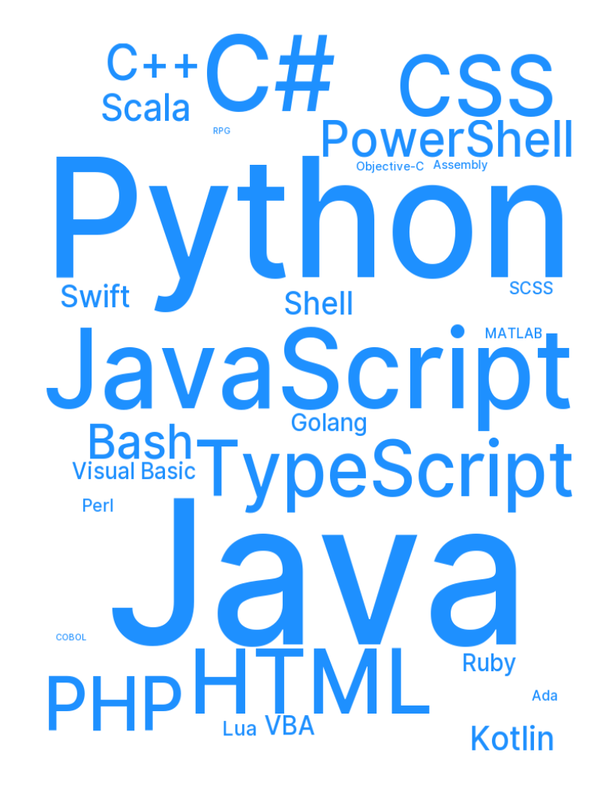 C++
C#
CSS
Scala
RPG
PowerShell
Objective-C
Assembly
Python
Swift
Shell
SCSS
MATLAB
JavaScript
Golang
Bash
TypeScript
Visual Basic
Perl
Java
COBOL
HTML
Ruby
PHP
Ada
Lua
VBA
Kotlin